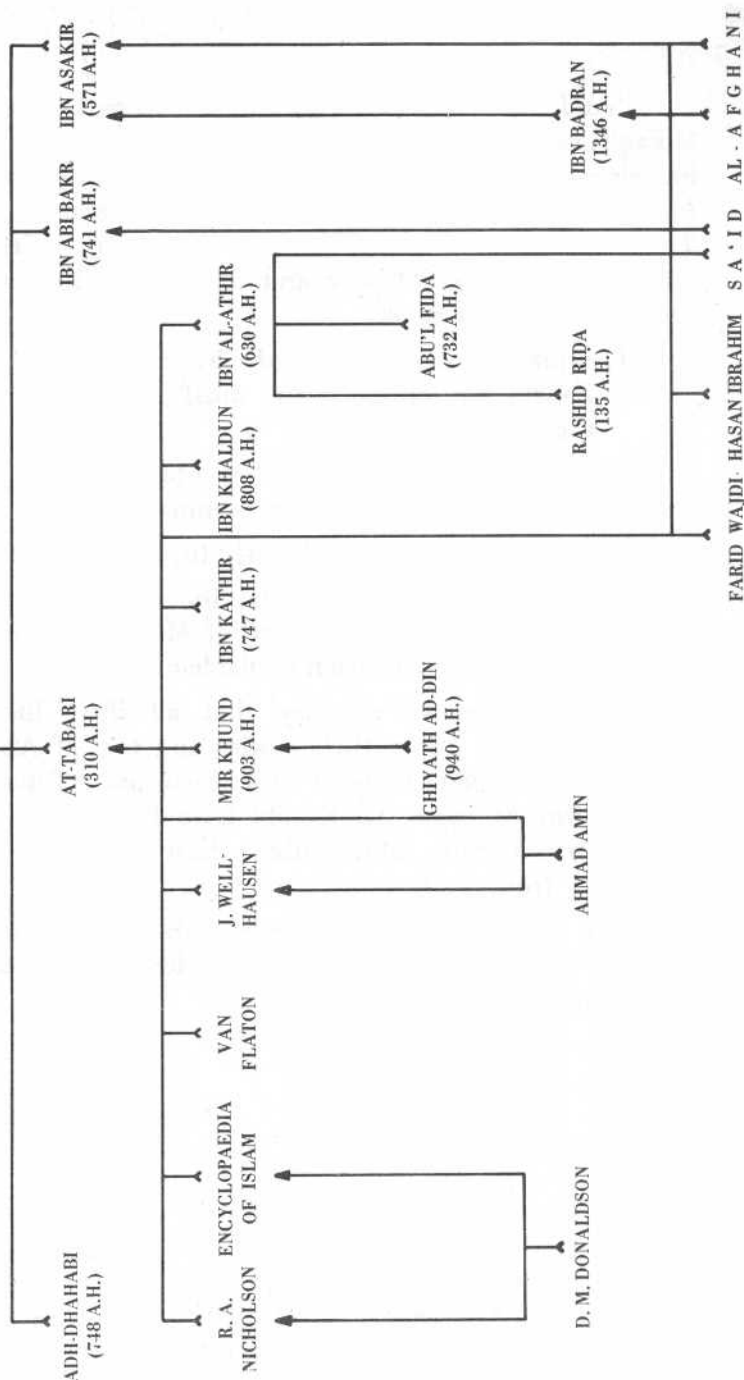 ADH-DHAHABI
(748 A.H.)
AT-TABARI
(310 A.H.)
IBN ABI BAKR
(741 A.H.)
IBN ASAKIR
(571 A.H.)
R. A.
NICHOLSON
ENCYCLOPAEDIA
OF ISLAM
VAN
FLATON
J. WELL-
HAUSEN
MIR KHUND
(903 A.H.)
IBN KATHIR
(747 A.H.)
IBN KHALDUN
(808 A.H.)
IBN AL-ATHIR
(630 A.H.)
GHIYATH AD-DIN
(940 A.H.)
ABU'L FIDA
(732 A.H.)
D. M. DONALDSON
AHMAD AMIN
RASHID RIDA
(135 A.H.)
IBN BADRAN
(1346 A.H.)
FARID WAJDI· HASAN IBRAHIM SA'ID AL-AFGHANI